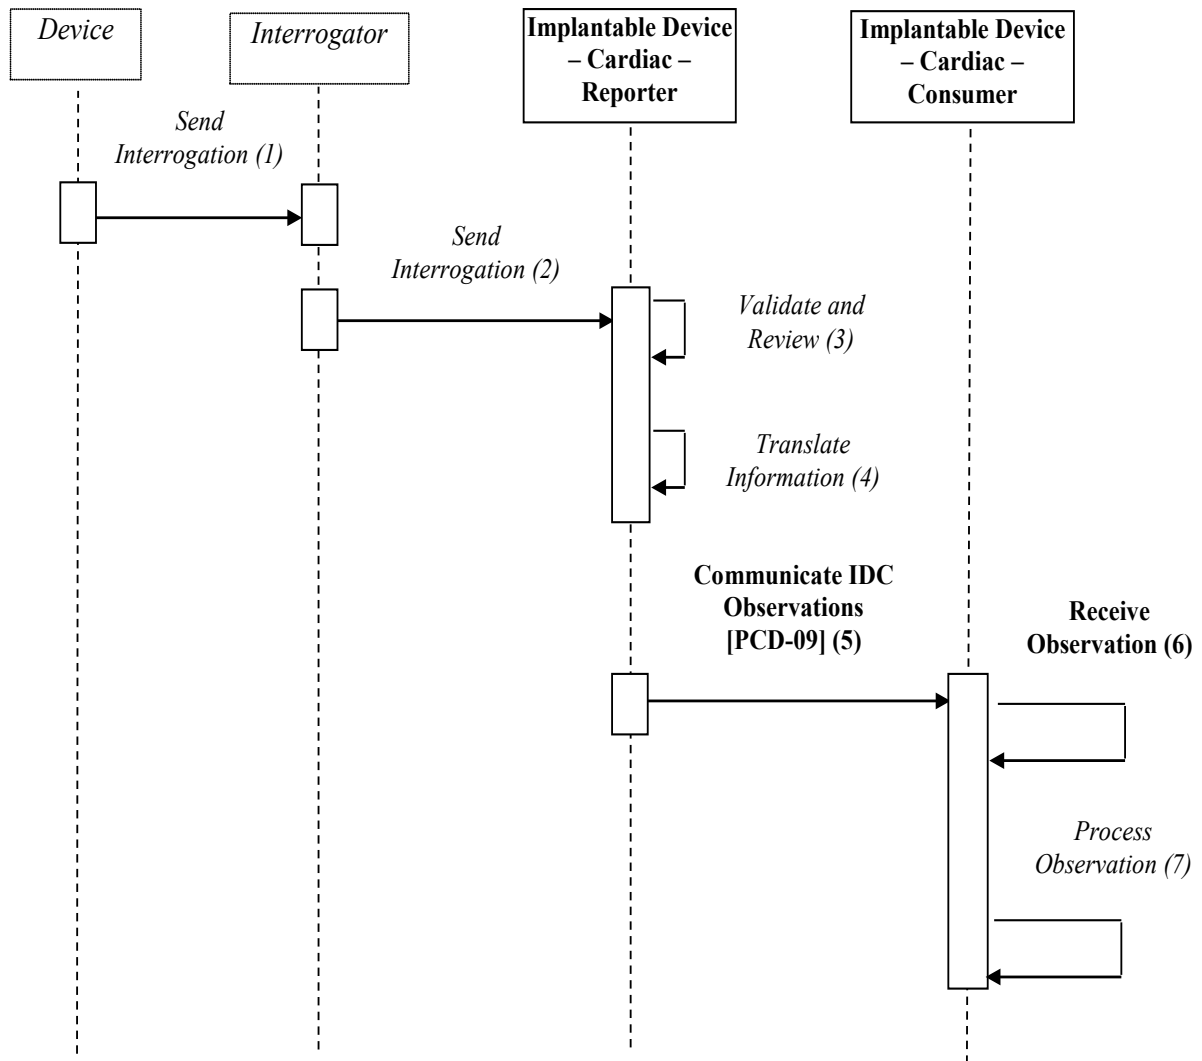 Device
Interrogator
Implantable Device
– Cardiac –
Reporter
Implantable Device
– Cardiac –
Consumer
Send
Interrogation (1)
Send
Interrogation (2)
Validate and
Review (3)
Translate
Information (4)
Communicate IDC
Observations
[PCD-09] (5)
Receive
Observation (6)
Process
Observation (7)